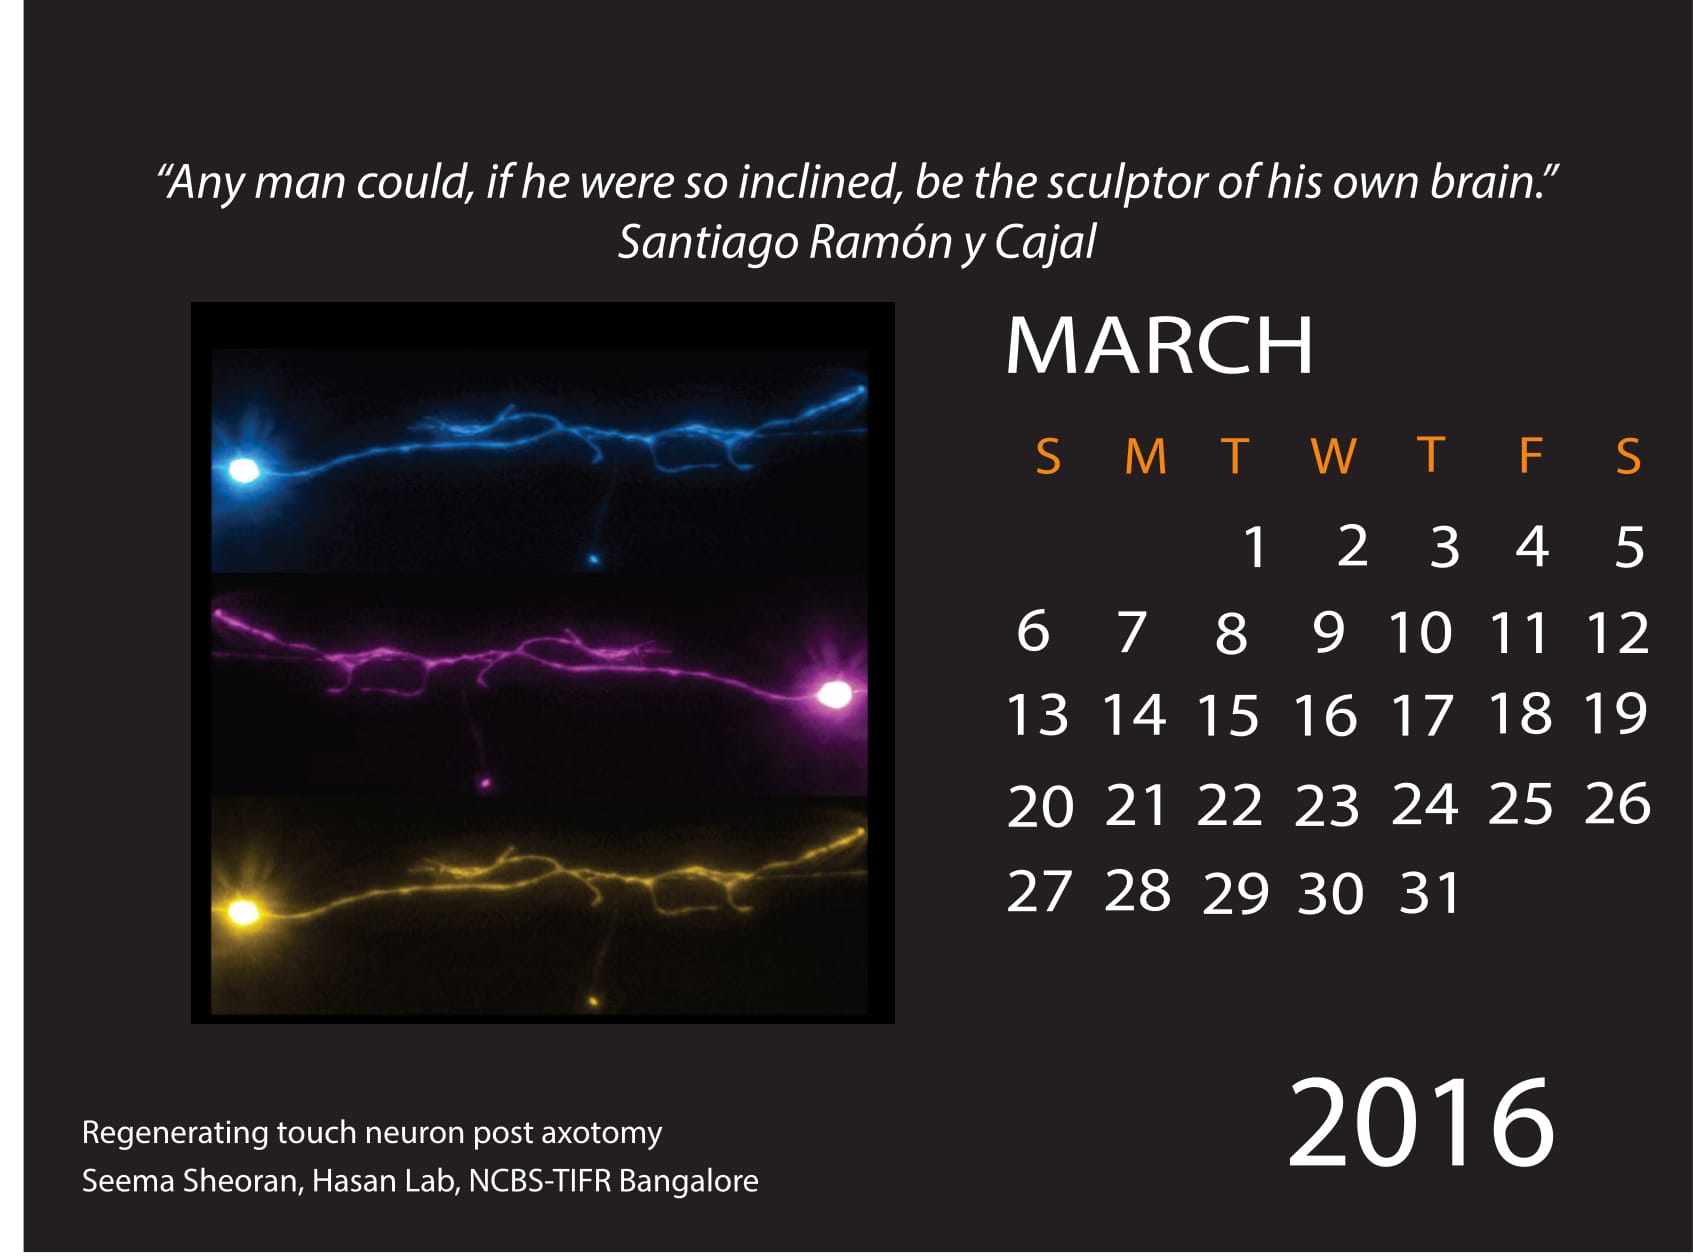 “Any man could, if he were so inclined, be the sculptor of his own brain.”
Santiago Ramón y Cajal
MARCH
S M T W T F S
1 2 3 4 5
6 7 8 9 10 11 12
13 14 15 16 17 18 19
20 21 22 23 24 25 26
27 28 29 30 31
2016
Regenerating touch neuron post axotomy
Seema Sheoran, Hasan Lab, NCBS-TIFR Bangalore